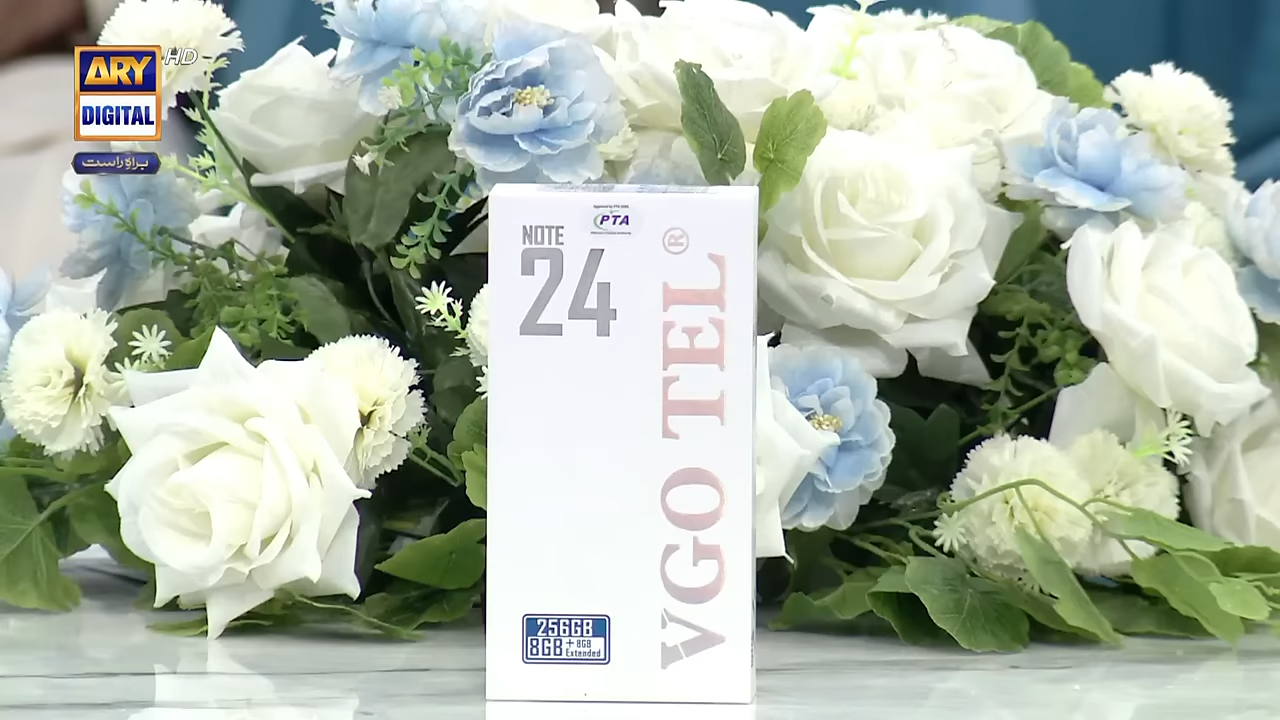 ARY
HD
DIGITAL
براہِ راست
PTA
NOTE
24
VGO TEL®
256GB
8GB + 8GB
Extended